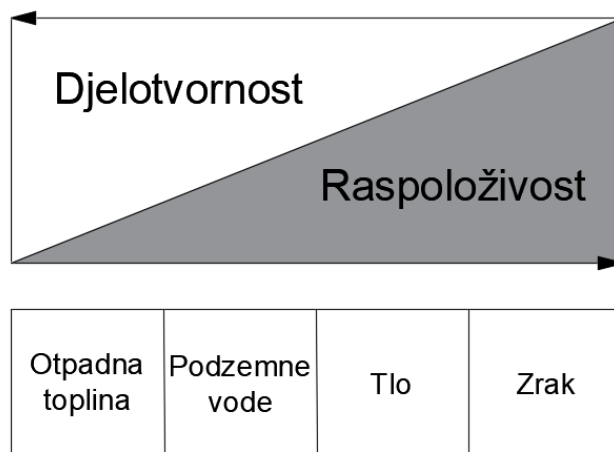 Djelotvornost
Raspoloživost
Otpadna
toplina
Podzemne
vode
Tlo
Zrak